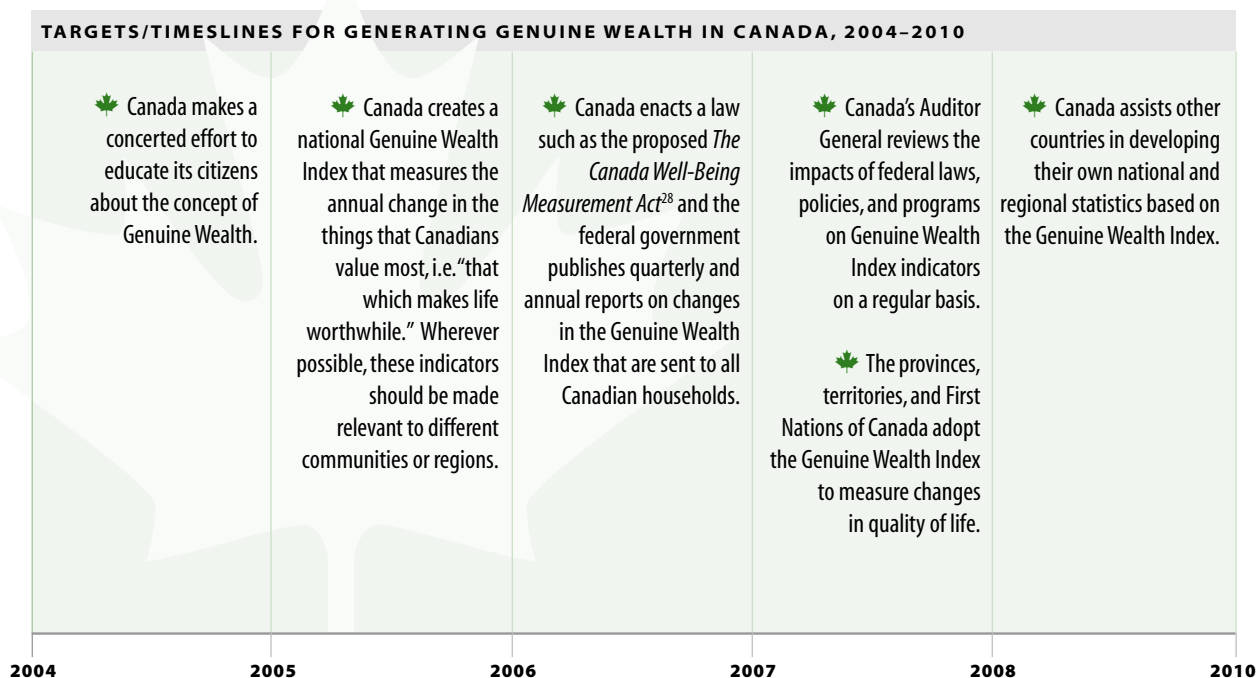 TARGETS/TIMESLINES FOR GENERATING GENUINE WEALTH IN CANADA, 2004–2010
Canada makes a
concerted effort to
educate its citizens
about the concept of
Genuine Wealth.
Canada creates a
national Genuine Wealth
Index that measures the
annual change in the
things that Canadians
value most, i.e. “that
which makes life
worthwhile.” Wherever
possible, these indicators
should be made
relevant to different
communities or regions.
Canada enacts a law
such as the proposed The
Canada Well-Being
Measurement Act28 and the
federal government
publishes quarterly and
annual reports on changes
in the Genuine Wealth
Index that are sent to all
Canadian households.
Canada’s Auditor
General reviews the
impacts of federal laws,
policies, and programs
on Genuine Wealth
Index indicators
on a regular basis.
The provinces,
territories, and First
Nations of Canada adopt
the Genuine Wealth Index
to measure changes
in quality of life.
Canada assists other
countries in developing
their own national and
regional statistics based on
the Genuine Wealth Index.
2004 2005 2006 2007 2008 2010